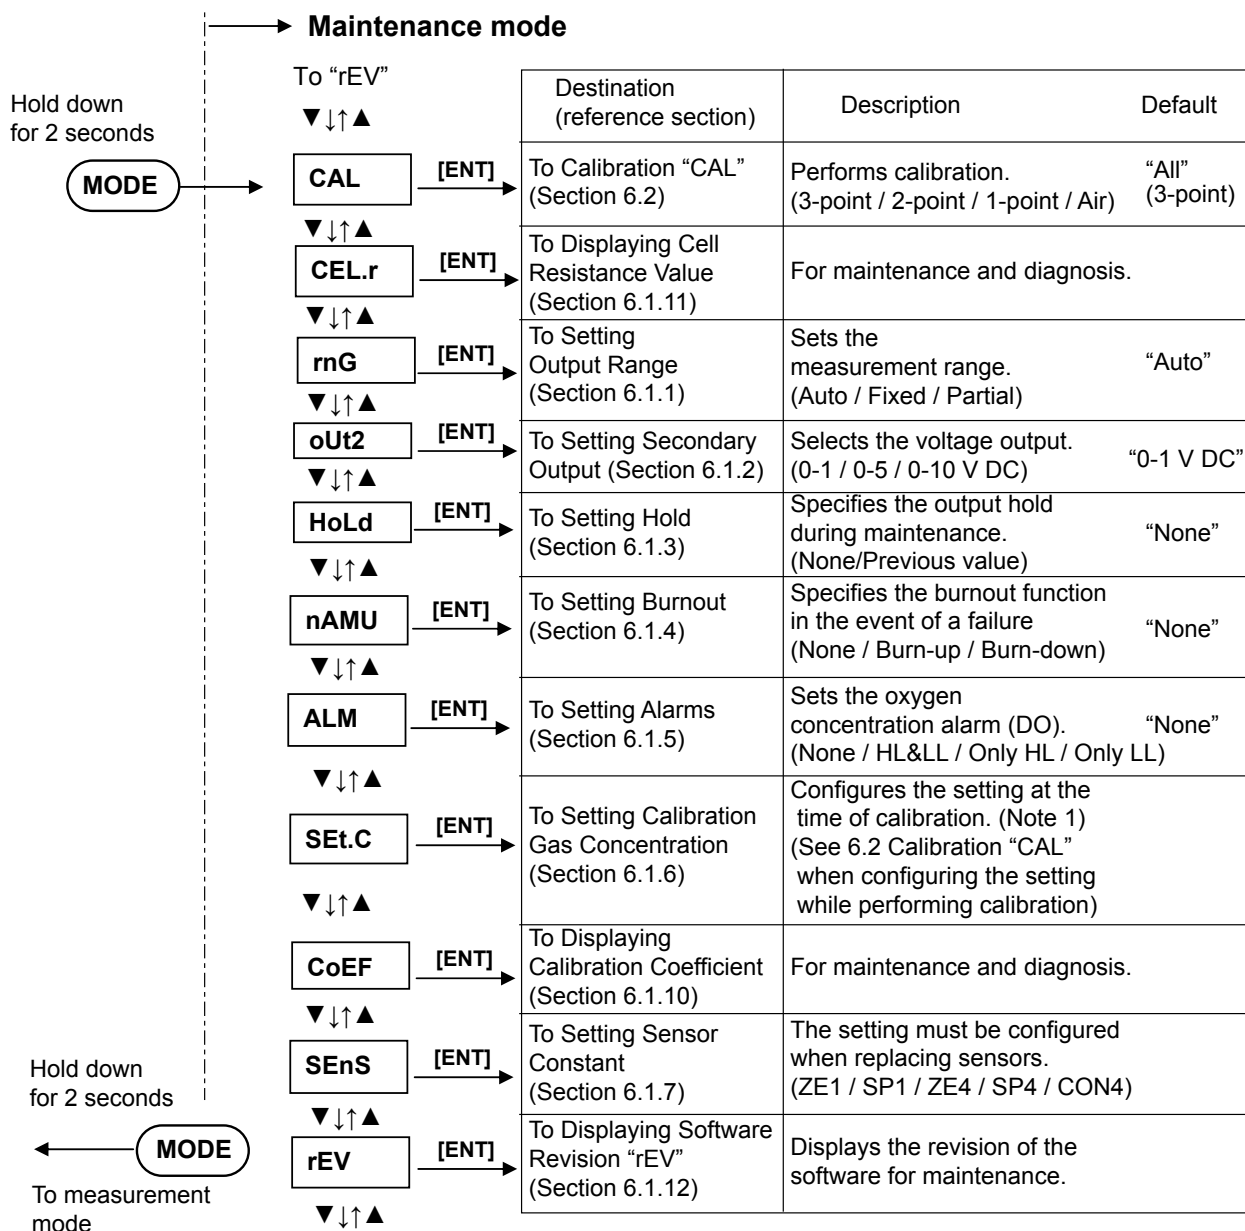 Maintenance mode
To “rEV”
Hold down
for 2 seconds
MODE
▼↓↑▲
Destination
(reference section)
Description
Default
CAL
[ENT]
To Calibration “CAL”
(Section 6.2)
Performs calibration.
(3-point / 2-point / 1-point / Air)
“All”
(3-point)
▼↓↑▲
CEL.r
[ENT]
To Displaying Cell
Resistance Value
(Section 6.1.11)
For maintenance and diagnosis.
▼↓↑▲
rnG
[ENT]
To Setting
Output Range
(Section 6.1.1)
Sets the
measurement range.
(Auto / Fixed / Partial)
“Auto”
▼↓↑▲
oUt2
[ENT]
To Setting Secondary
Output (Section 6.1.2)
Selects the voltage output.
(0-1 / 0-5 / 0-10 V DC)
“0-1 V DC”
▼↓↑▲
HoLd
[ENT]
To Setting Hold
(Section 6.1.3)
Specifies the output hold
during maintenance.
(None/Previous value)
“None”
▼↓↑▲
nAMU
[ENT]
To Setting Burnout
(Section 6.1.4)
Specifies the burnout function
in the event of a failure
(None / Burn-up / Burn-down)
“None”
▼↓↑▲
ALM
[ENT]
To Setting Alarms
(Section 6.1.5)
Sets the oxygen
concentration alarm (DO).
(None / HL&LL / Only HL / Only LL)
“None”
▼↓↑▲
SEt.C
[ENT]
To Setting Calibration
Gas Concentration
(Section 6.1.6)
Configures the setting at the
time of calibration. (Note 1)
(See 6.2 Calibration “CAL”
when configuring the setting
while performing calibration)
▼↓↑▲
CoEF
[ENT]
To Displaying
Calibration Coefficient
(Section 6.1.10)
For maintenance and diagnosis.
▼↓↑▲
SEnS
[ENT]
To Setting Sensor
Constant
(Section 6.1.7)
The setting must be configured
when replacing sensors.
(ZE1 / SP1 / ZE4 / SP4 / CON4)
Hold down
for 2 seconds
▼↓↑▲
MODE
To measurement
mode
rEV
[ENT]
To Displaying Software
Revision “rEV”
(Section 6.1.12)
Displays the revision of the
software for maintenance.
▼↓↑▲